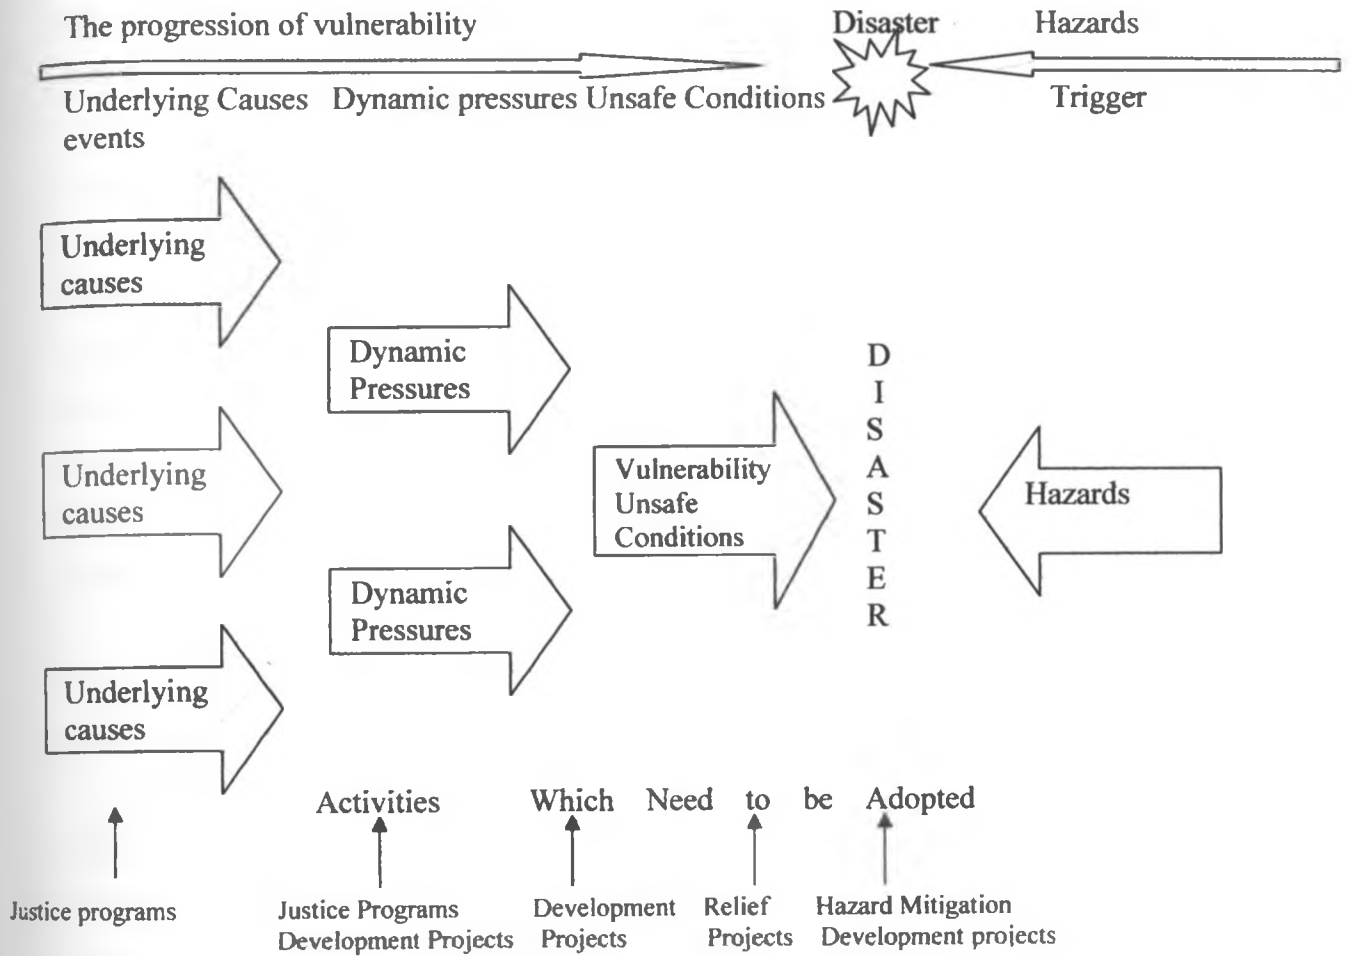 The progression of vulnerability Disaster Hazards
Underlying Causes Dynamic pressures Unsafe Conditions Trigger
events
Underlying
causes
Dynamic
Pressures
Underlying
causes
Vulnerability
Unsafe
Conditions
D
I
S
A
S
T
E
R
Hazards
Dynamic
Pressures
Underlying
causes
Activities Which Need to be Adopted
Justice programs
Justice Programs
Development Projects
Development
Projects
Relief
Projects
Hazard Mitigation
Development projects